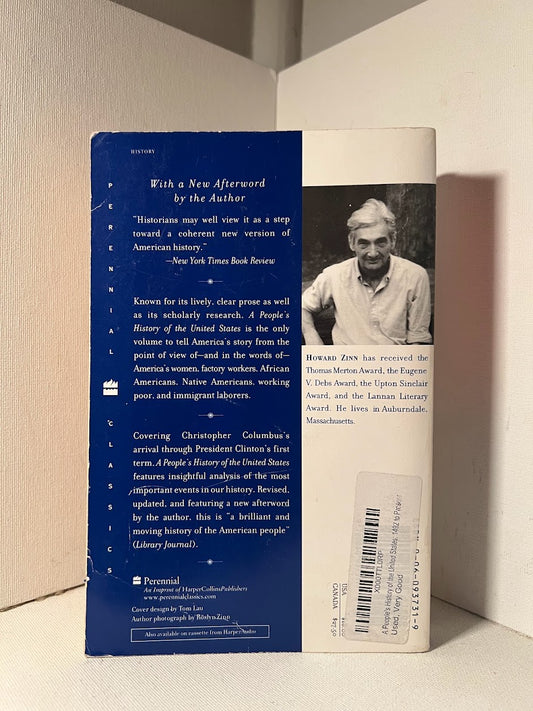 HISTORY
PERENNIAL CLASSICS
With a New Afterword
by the Author
"Historians may well view it as a step
toward a coherent new version of
American history."
—New York Times Book Review
Known for its lively, clear prose as well
as its scholarly research, A People's
History of the United States is the only
volume to tell America's story from the
point of view of—and in the words of—
America's women, factory workers, African
Americans, Native Americans, working
poor, and immigrant laborers.
Covering Christopher Columbus's
arrival through President Clinton's first
term, A People's History of the United States
features insightful analysis of the most
important events in our history. Revised,
updated, and featuring a new afterword
by the author, this is "a brilliant and
moving history of the American people"
(Library Journal).
Perennial
An Imprint of HarperCollinsPublishers
www.perennialclassics.com
Cover design by Tom Lau
Author photograph by Roslyn Zinn
Also available on cassette from HarperAudio
HOWARD ZINN has received the
Thomas Merton Award, the Eugene
V. Debs Award, the Upton Sinclair
Award, and the Lannan Literary
Award. He lives in Auburndale,
Massachusetts.
USA
CANADA
A People's History of the United States: 1492 to Present
Used, Very Good
0-06-093731-9